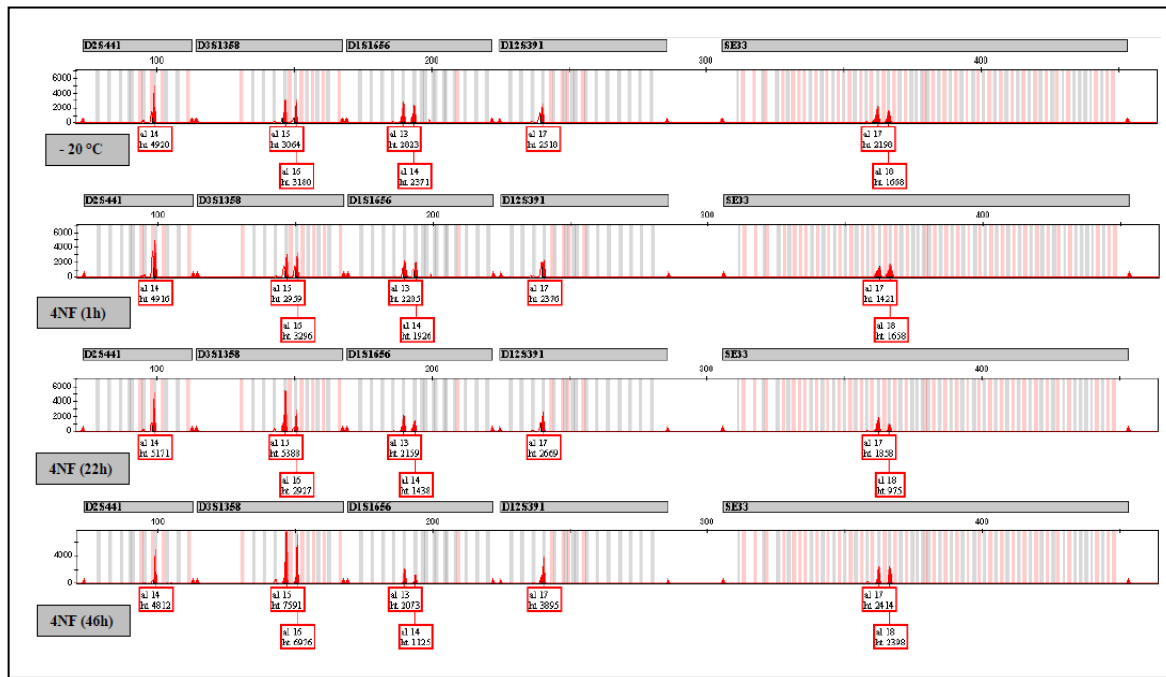 D2S441 D3S1358 D1S1656 D12S391 SE33
100 200 300 400
6000
4000
2000
0
al 14 al 15 al 13 al 17 al 17
ht 4920 ht 3064 ht 2823 ht 2518 ht 2198
- 20 °C
al 16 al 14 al 18
ht 3180 ht 2371 ht 1668
D2S441 D3S1358 D1S1656 D12S391 SE33
100 200 300 400
6000
4000
2000
0
al 14 al 15 al 13 al 17 al 17
ht 4916 ht 2959 ht 2285 ht 2376 ht 1421
4NF (1h)
al 16 al 14 al 18
ht 3296 ht 1926 ht 1658
D2S441 D3S1358 D1S1656 D12S391 SE33
100 200 300 400
6000
4000
2000
0
al 14 al 15 al 13 al 17 al 17
ht 5171 ht 5388 ht 2159 ht 2669 ht 1858
4NF (22h)
al 16 al 14 al 18
ht 2927 ht 1438 ht 975
D2S441 D3S1358 D1S1656 D12S391 SE33
100 200 300 400
4000
0
al 14 al 15 al 13 al 17 al 17
ht 4812 ht 7591 ht 2073 ht 3895 ht 2414
4NF (46h)
al 16 al 14 al 18
ht 6976 ht 1125 ht 2398